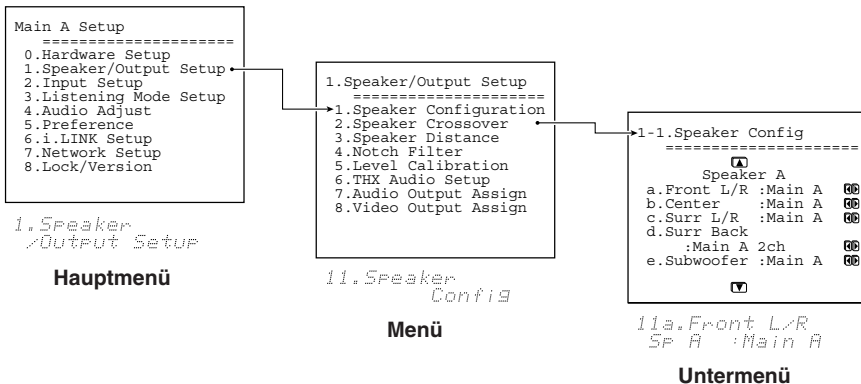 Main A Setup
=====================
0.Hardware Setup
1.Speaker/Output Setup
2.Input Setup
3.Listening Mode Setup
4.Audio Adjust
5.Preference
6.i.LINK Setup
7.Network Setup
8.Lock/Version
1.Speaker
/Output Setup
Hauptmenü
1.Speaker/Output Setup
=====================
1.Speaker Configuration
2.Speaker Crossover
3.Speaker Distance
4.Notch Filter
5.Level Calibration
6.THX Audio Setup
7.Audio Output Assign
8.Video Output Assign
11.Speaker
Config
Menü
1-1.Speaker Config
=====================
Speaker A
a.Front L/R :Main A
b.Center :Main A
c.Surr L/R :Main A
d.Surr Back
:Main A 2ch
e.Subwoofer :Main A
11a.Front L/R
Sp A :Main A
Untermenü